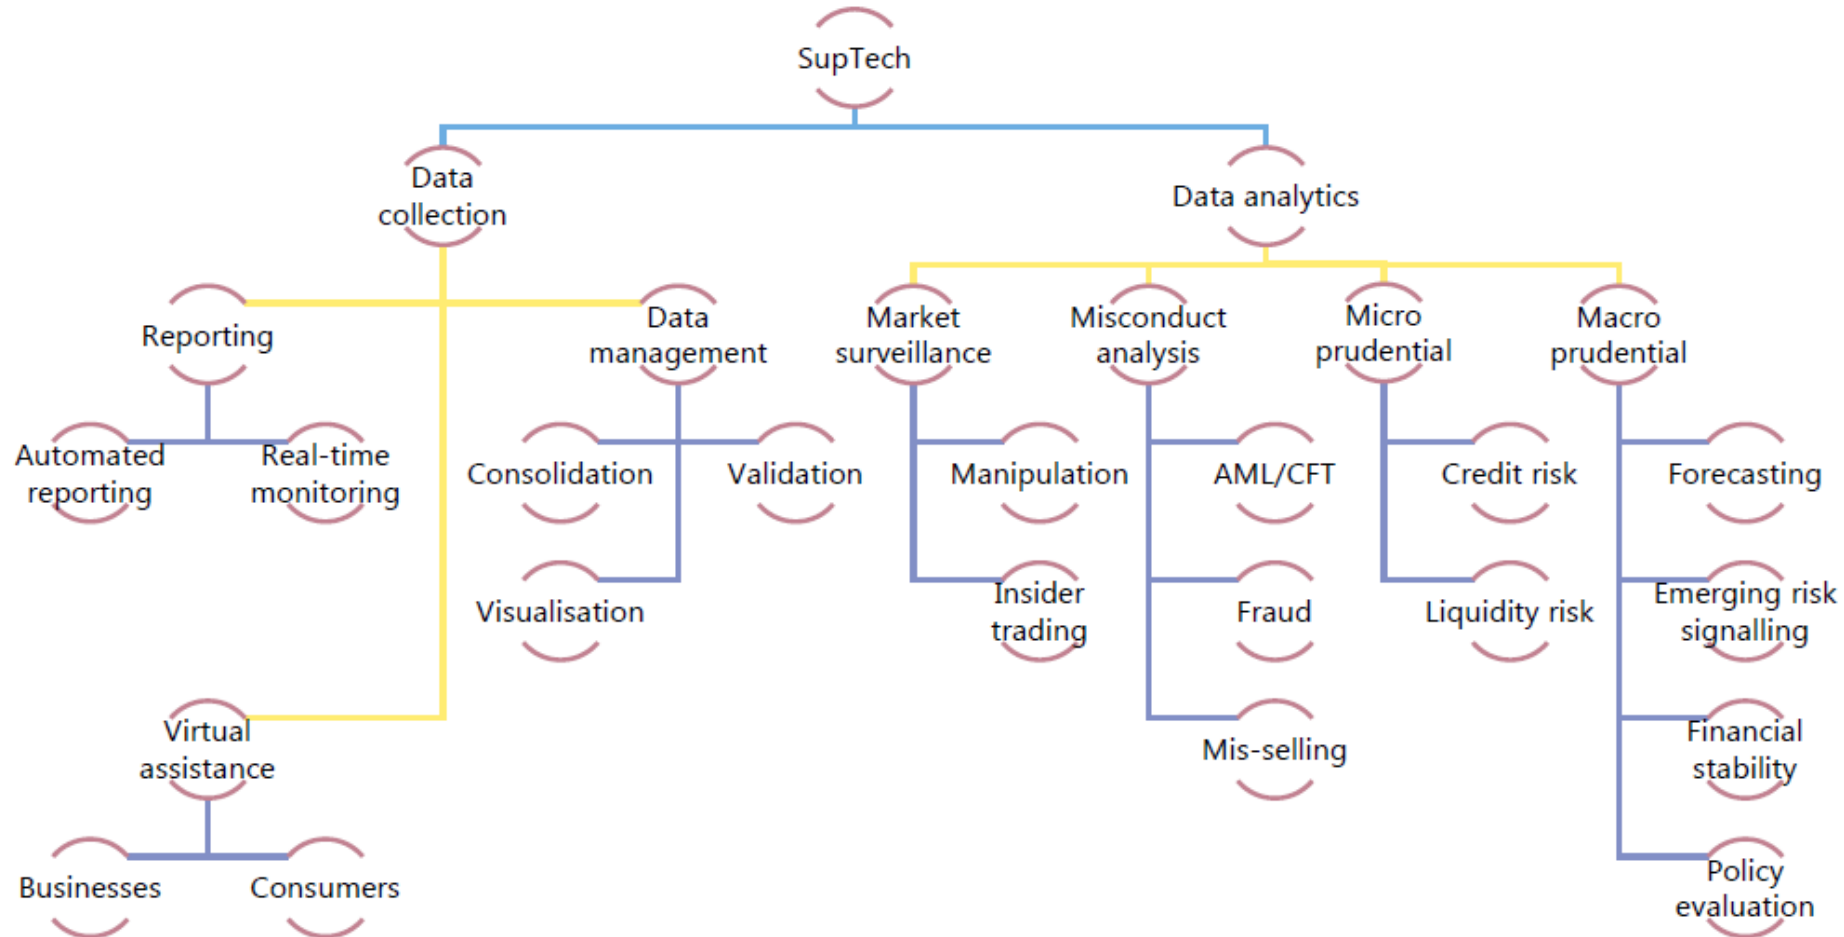 SupTech
Data
collection
Data analytics
Reporting
Data
management
Market
surveillance
Misconduct
analysis
Micro
prudential
Macro
prudential
Automated
reporting
Real-time
monitoring
Consolidation
Validation
Manipulation
AML/CFT
Credit risk
Forecasting
Visualisation
Insider
trading
Fraud
Liquidity risk
Emerging risk
signalling
Virtual
assistance
Mis-selling
Financial
stability
Businesses
Consumers
Policy
evaluation